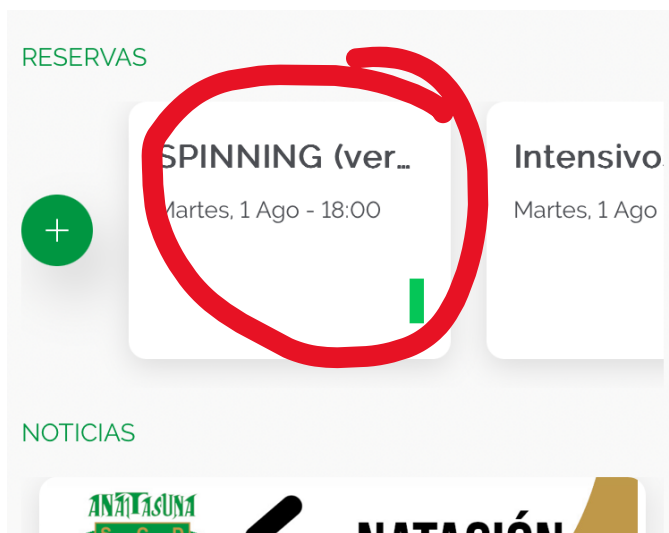 RESERVAS
SPINNING (ver...
Martes, 1 Ago - 18:00
Intensivo
Martes, 1 Ago
NOTICIAS
ANAITASUNA
S C D
NATACIÓN